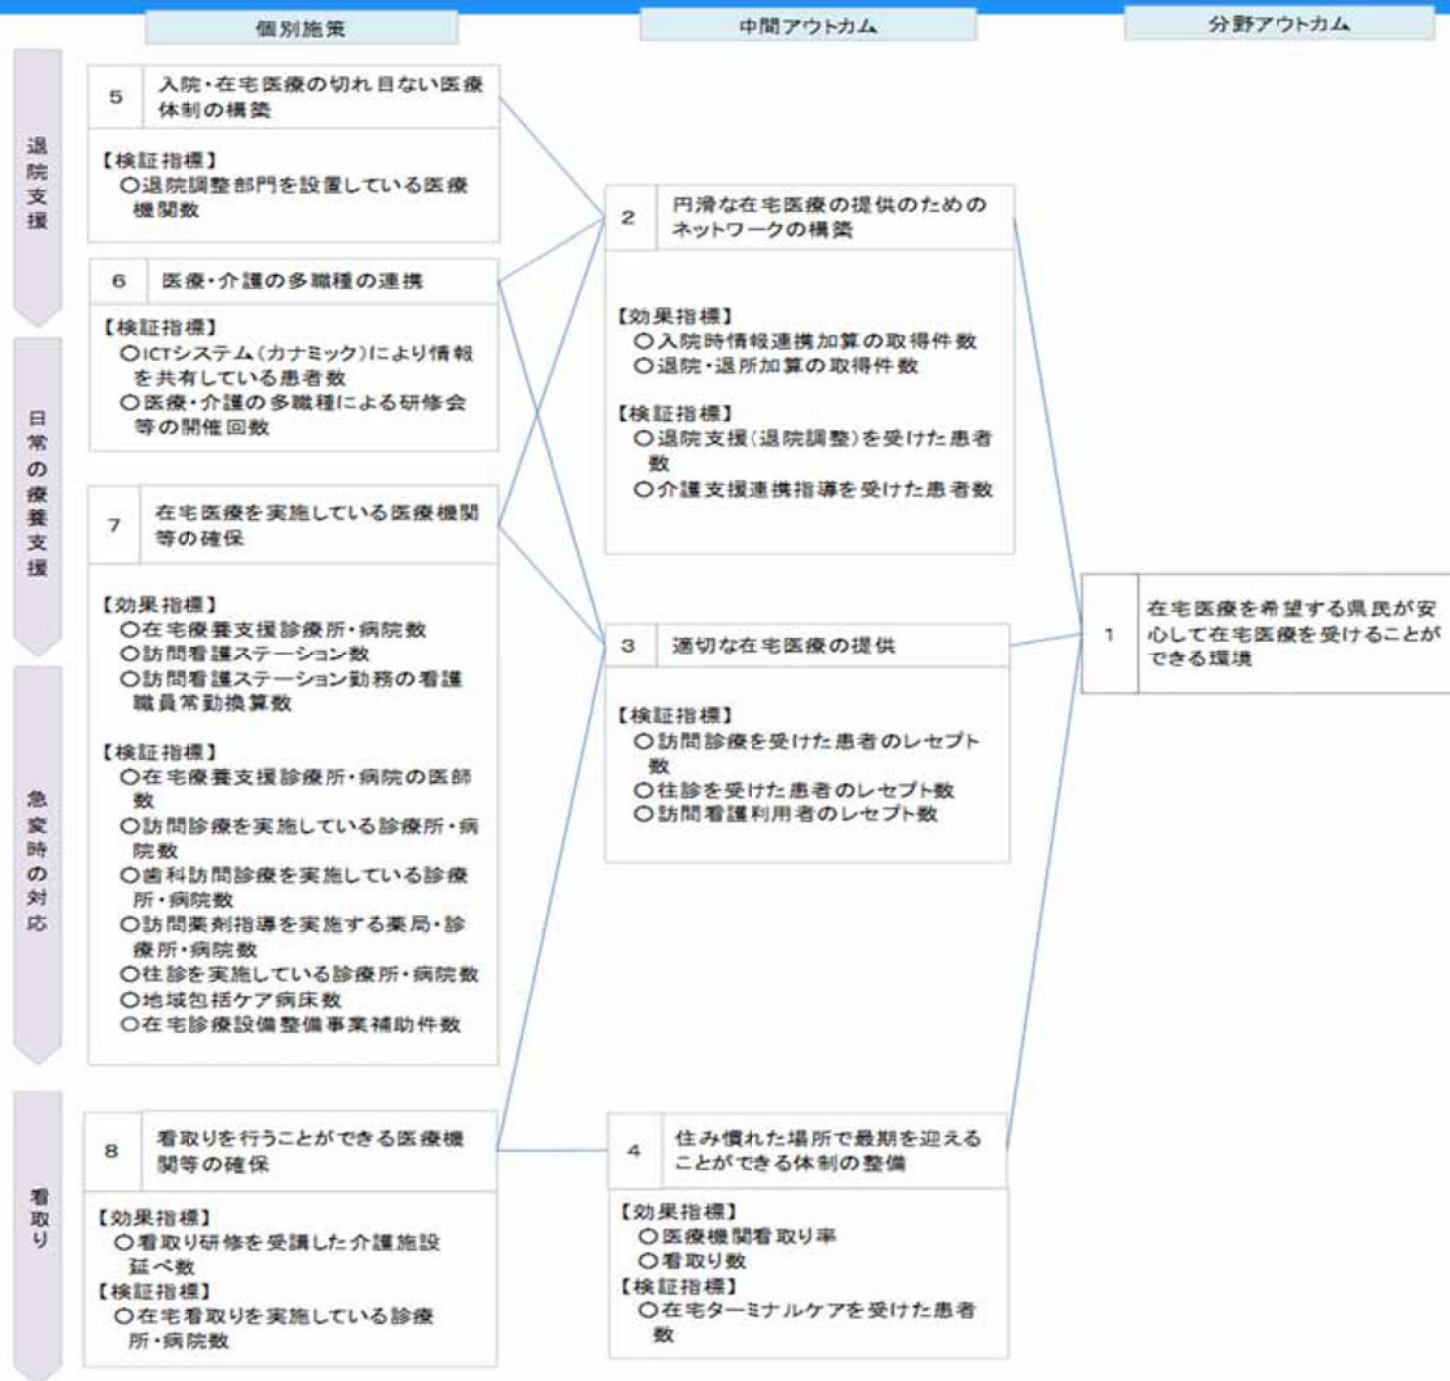 個別施策
中間アウトカム
分野アウトカム
退院支援
日常の療養支援
急変時の対応
看取り
5
入院・在宅医療の切れ目ない医療
体制の構築
【検証指標】
〇退院調整部門を設置している医療
機関数
6
医療・介護の多職種の連携
【検証指標】
〇ICTシステム(カナミック)により情報
を共有している患者数
〇医療・介護の多職種による研修会
等の開催回数
7
在宅医療を実施している医療機関
等の確保
【効果指標】
〇在宅療養支援診療所・病院数
〇訪問看護ステーション数
〇訪問看護ステーション勤務の看護
職員常勤換算数
【検証指標】
〇在宅療養支援診療所・病院の医師
数
〇訪問診療を実施している診療所・病
院数
〇歯科訪問診療を実施している診療
所・病院数
〇訪問薬剤指導を実施する薬局・診
療所・病院数
〇往診を実施している診療所・病院数
〇地域包括ケア病床数
〇在宅診療設備整備事業補助件数
8
看取りを行うことができる医療機
関等の確保
【効果指標】
〇看取り研修を受講した介護施設
延べ数
【検証指標】
〇在宅看取りを実施している診療
所・病院数
2
円滑な在宅医療の提供のための
ネットワークの構築
【効果指標】
〇入院時情報連携加算の取得件数
〇退院・退所加算の取得件数
【検証指標】
〇退院支援(退院調整)を受けた患者
数
〇介護支援連携指導を受けた患者数
3
適切な在宅医療の提供
【検証指標】
〇訪問診療を受けた患者のレセプト
数
〇往診を受けた患者のレセプト数
〇訪問看護利用者のレセプト数
4
住み慣れた場所で最期を迎える
ことができる体制の整備
【効果指標】
〇医療機関看取り率
〇看取り数
【検証指標】
〇在宅ターミナルケアを受けた患者
数
1
在宅医療を希望する県民が安
心して在宅医療を受けることが
できる環境